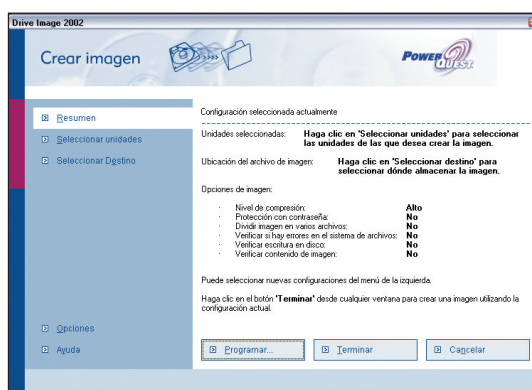 Drive Image 2002
Crear imagen
POWERQUEST
Resumen
Seleccionar unidades
Seleccionar Destino
Opciones
Ayuda
Configuración seleccionada actualmente
Unidades seleccionadas: Haga clic en 'Seleccionar unidades' para seleccionar
las unidades de las que desea crear la imagen.
Ubicación del archivo de imagen: Haga clic en 'Seleccionar destino' para
seleccionar dónde almacenar la imagen.
Opciones de imagen:
· Nivel de compresión: Alto
· Protección con contraseña: No
· Dividir imagen en varios archivos: No
· Verificar si hay errores en el sistema de archivos: No
· Verificar escritura en disco: No
· Verificar contenido de imagen: No
Puede seleccionar nuevas configuraciones del menú de la izquierda.
Haga clic en el botón 'Terminar' desde cualquier ventana para crear una imagen utilizando la
configuración actual.
Programar... Terminar Cancelar